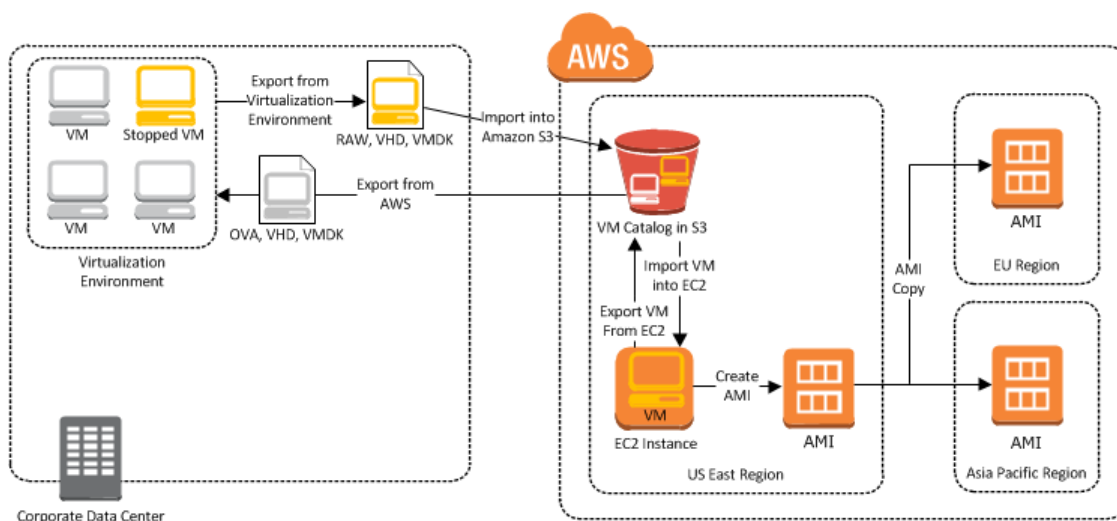 AWS
VM
Stopped VM
Export from
Virtualization
Environment
RAW, VHD, VMDK
Import into
Amazon S3
VM
VM
OVA, VHD, VMDK
Export from
AWS
Virtualization
Environment
Corporate Data Center
VM Catalog in S3
Import VM
into EC2
Export VM
From EC2
VM
EC2 Instance
Create
AMI
AMI
US East Region
AMI
Copy
AMI
EU Region
AMI
Asia Pacific Region